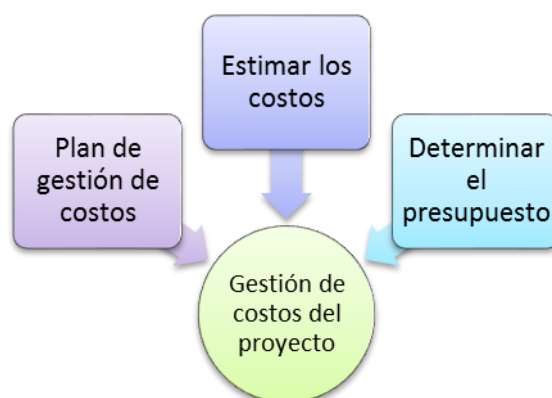 Estimar los
costos
Plan de
gestión de
costos
Determinar
el
presupuesto
Gestión de
costos del
proyecto